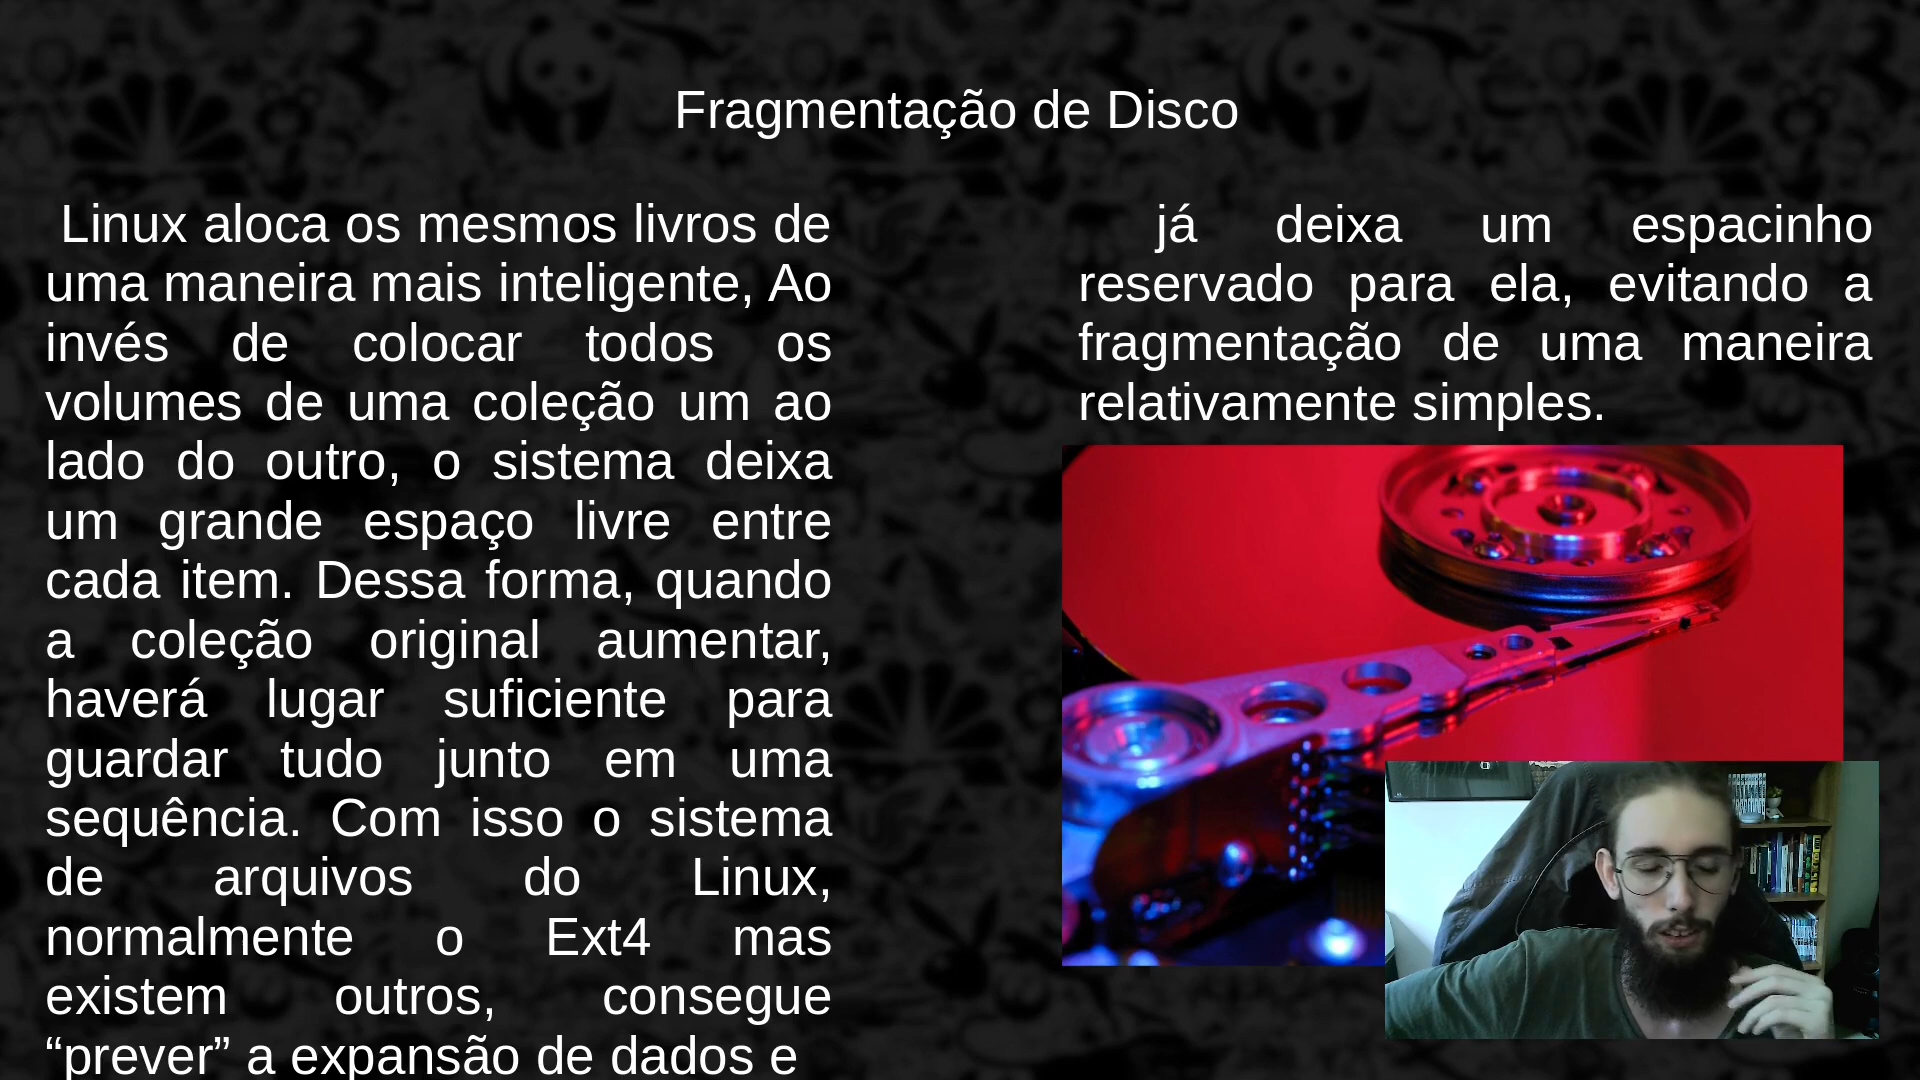 Fragmentação de Disco
Linux aloca os mesmos livros de
uma maneira mais inteligente, Ao
invés de colocar todos os
volumes de uma coleção um ao
lado do outro, o sistema deixa
um grande espaço livre entre
cada item. Dessa forma, quando
a coleção original aumentar,
haverá lugar suficiente para
guardar tudo junto em uma
sequência. Com isso o sistema
de arquivos do Linux,
normalmente o Ext4 mas
existem outros, consegue
“prever” a expansão de dados e
já deixa um espacinho
reservado para ela, evitando a
fragmentação de uma maneira
relativamente simples.